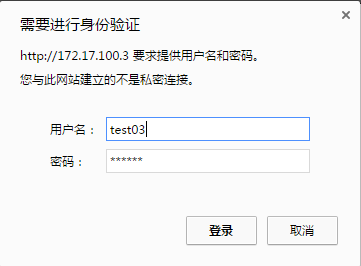 需要进行身份验证
http://172.17.100.3 要求提供用户名和密码。
您与此网站建立的不是私密连接。
用户名： test03
密码： ******
登录 取消